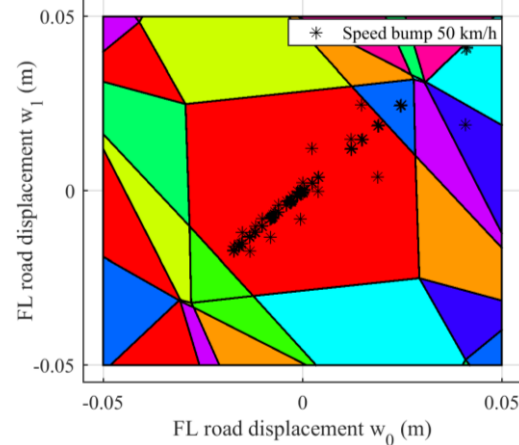 0.05
✳ Speed bump 50 km/h
FL road displacement w₁ (m)
0
-0.05
-0.05 0 0.05
FL road displacement w₀ (m)